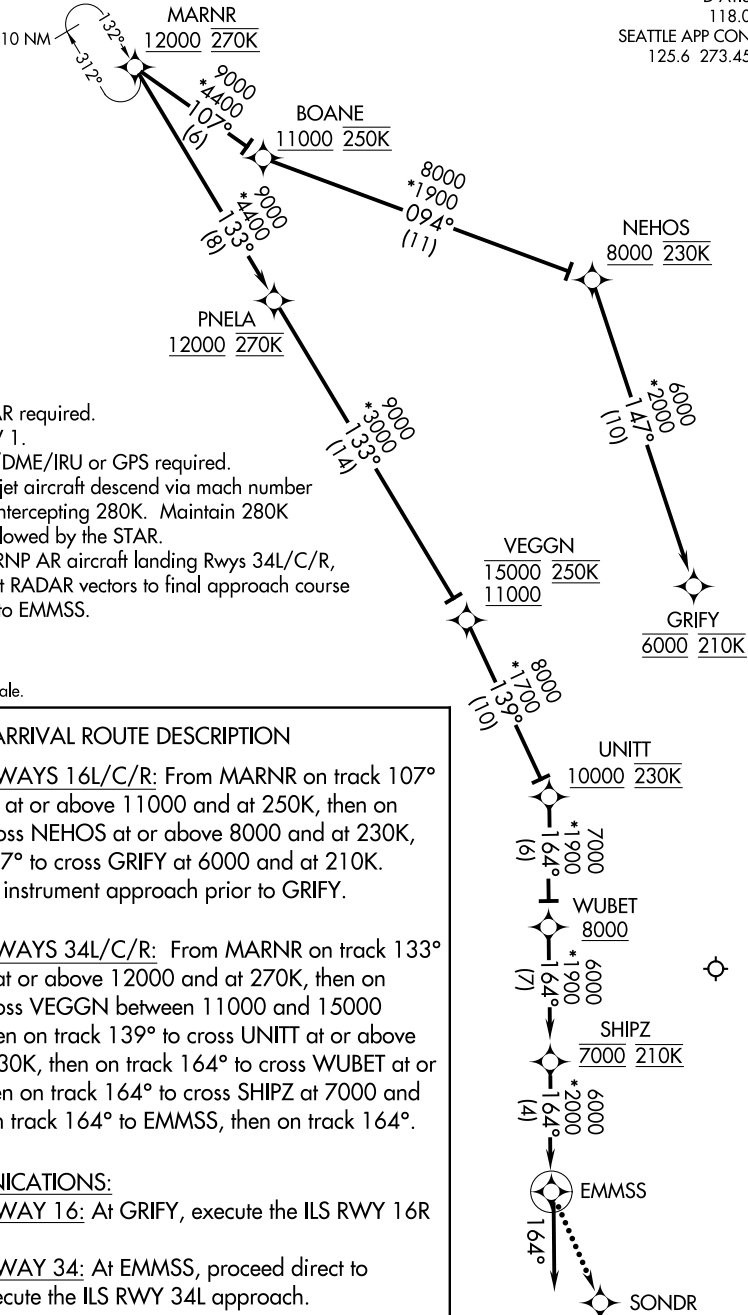 D-ATIS
118.0
SEATTLE APP CON
125.6 273.45
MARNR
12000 270K
10 NM
132°
312°
9000
*4400
107°
(6)
BOANE
11000 250K
9000
*4400
133°
(8)
8000
*1900
094°
(11)
NEHOS
8000 230K
PNELA
12000 270K
6000
*2000
147°
(10)
9000
*3000
133°
(14)
AR required.
1.
/DME/IRU or GPS required.
jet aircraft descend via mach number
ntercepting 280K. Maintain 280K
lowed by the STAR.
RNP AR aircraft landing Rwys 34L/C/R,
t RADAR vectors to final approach course
to EMMSS.
VEGGN
15000 250K
11000
GRIFY
6000 210K
ale.
8000
*1700
139°
(10)
UNITT
10000 230K
7000
*1900
164°
(6)
WUBET
8000
6000
*1900
164°
(7)
SHIPZ
7000 210K
6000
*2000
164°
(4)
EMMSS
164°
SONDR
ARRIVAL ROUTE DESCRIPTION
WAYS 16L/C/R: From MARNR on track 107°
at or above 11000 and at 250K, then on
oss NEHOS at or above 8000 and at 230K,
7° to cross GRIFY at 6000 and at 210K.
instrument approach prior to GRIFY.
WAYS 34L/C/R: From MARNR on track 133°
at or above 12000 and at 270K, then on
oss VEGGN between 11000 and 15000
en on track 139° to cross UNITT at or above
30K, then on track 164° to cross WUBET at or
en on track 164° to cross SHIPZ at 7000 and
n track 164° to EMMSS, then on track 164°.
NICATIONS:
WAY 16: At GRIFY, execute the ILS RWY 16R
WAY 34: At EMMSS, proceed direct to
ecute the ILS RWY 34L approach.